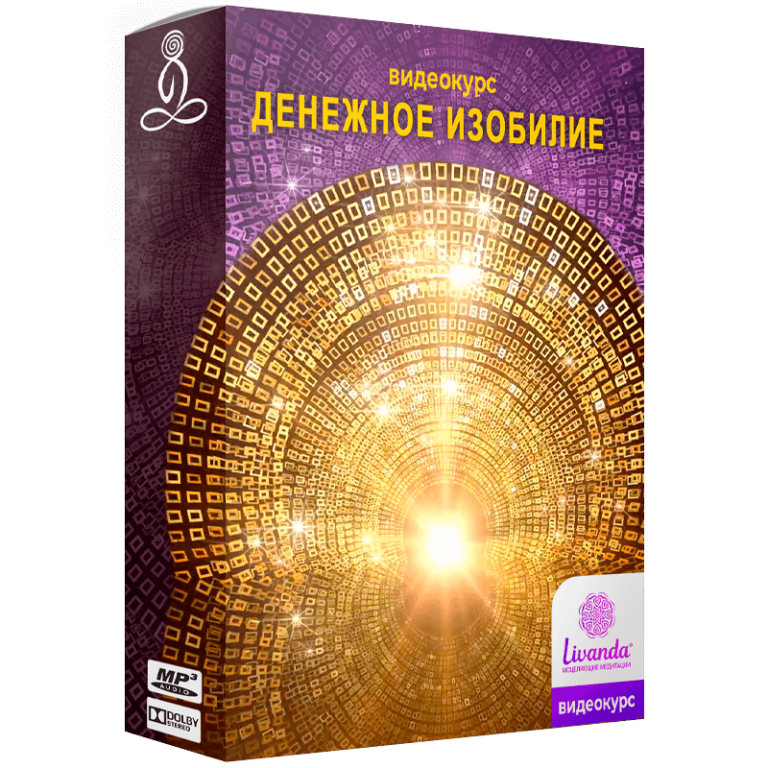 видеокурс
ДЕНЕЖНОЕ ИЗОБИЛИЕ
Livanda®
ИСЦЕЛЯЮЩИЕ МЕДИТАЦИИ
видеокурс
MP3
AUDIO
DOLBY
STEREO